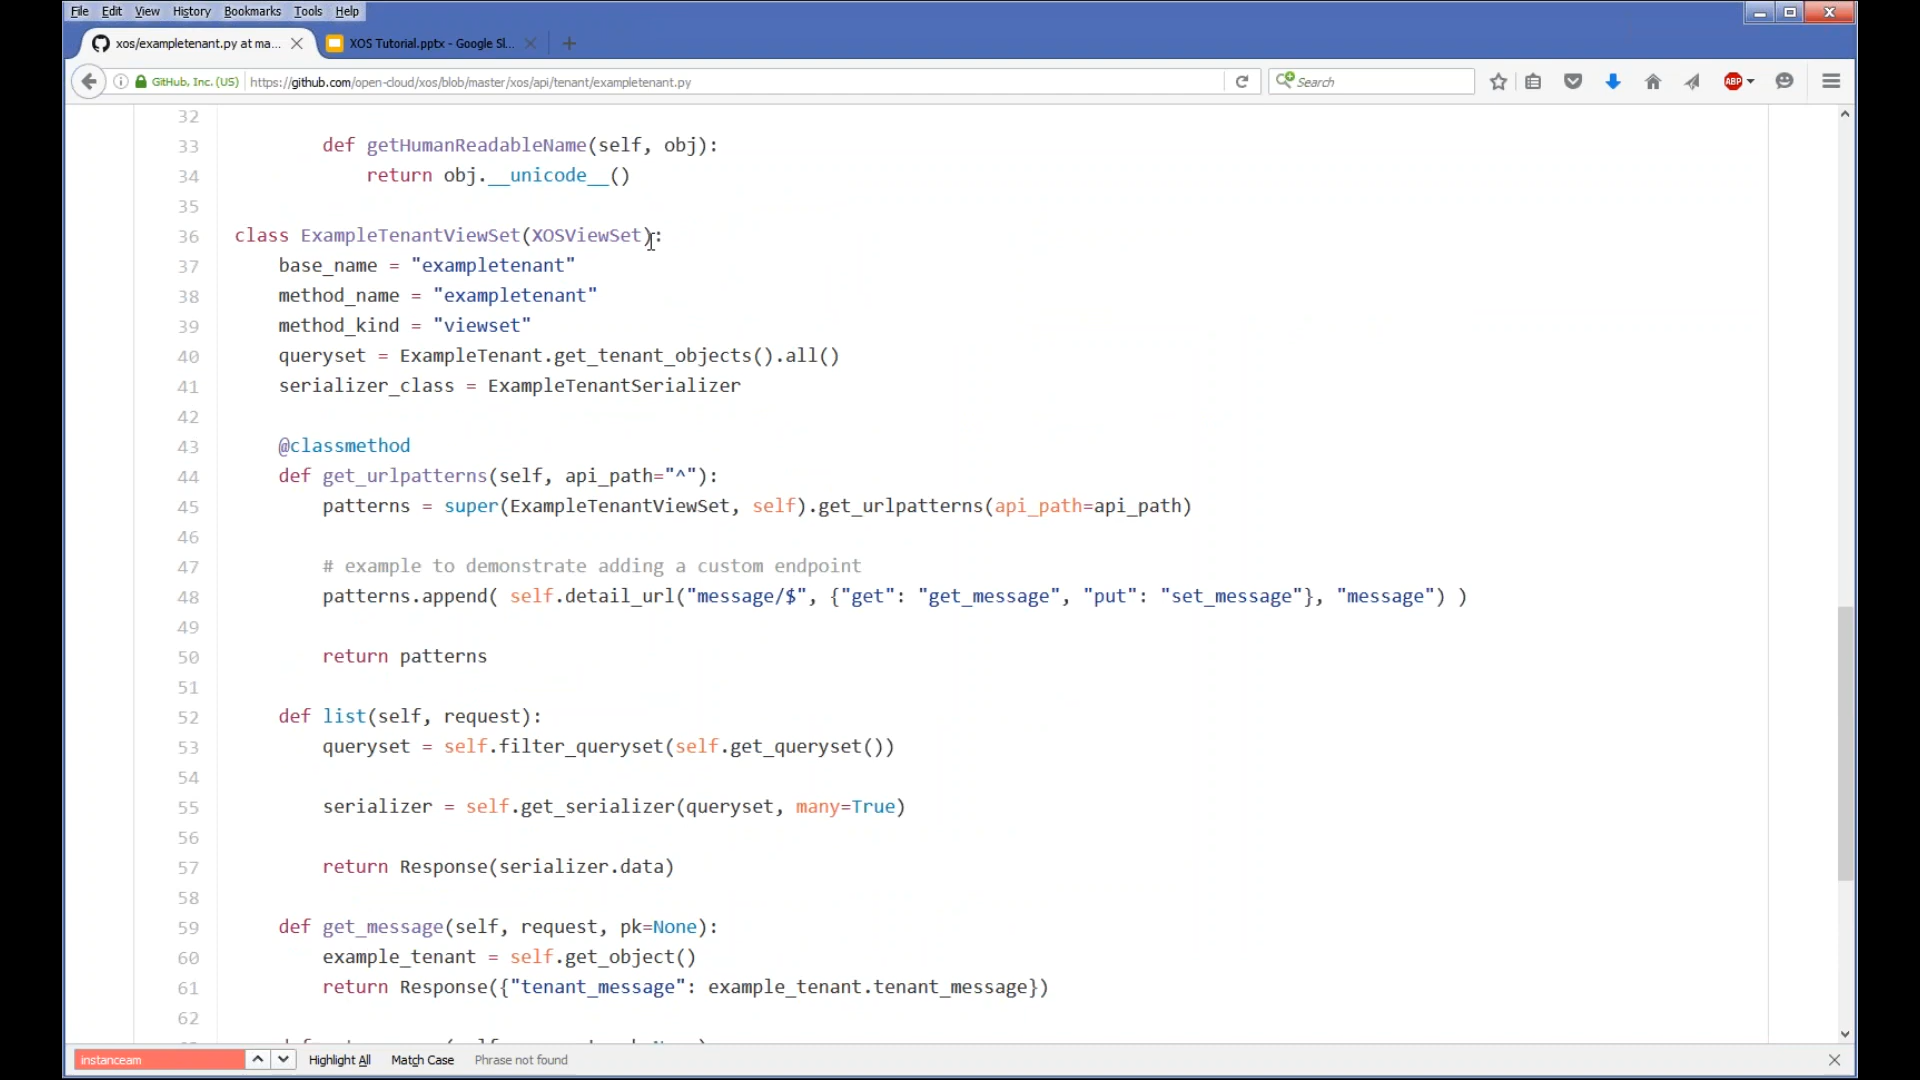 File Edit View History Bookmarks Tools Help
xos/exampletenant.py at ma... XOS Tutorial.pptx - Google Sl...
GitHub, Inc. (US) https://github.com/open-cloud/xos/blob/master/xos/api/tenant/exampletenant.py Search ABP
32
33 def getHumanReadableName(self, obj):
34 return obj.__unicode__()
35
36 class ExampleTenantViewSet(XOSViewSet):
37 base_name = "exampletenant"
38 method_name = "exampletenant"
39 method_kind = "viewset"
40 queryset = ExampleTenant.get_tenant_objects().all()
41 serializer_class = ExampleTenantSerializer
42
43 @classmethod
44 def get_urlpatterns(self, api_path="^"):
45 patterns = super(ExampleTenantViewSet, self).get_urlpatterns(api_path=api_path)
46
47 # example to demonstrate adding a custom endpoint
48 patterns.append( self.detail_url("message/$", {"get": "get_message", "put": "set_message"}, "message") )
49
50 return patterns
51
52 def list(self, request):
53 queryset = self.filter_queryset(self.get_queryset())
54
55 serializer = self.get_serializer(queryset, many=True)
56
57 return Response(serializer.data)
58
59 def get_message(self, request, pk=None):
60 example_tenant = self.get_object()
61 return Response({"tenant_message": example_tenant.tenant_message})
62
instanceam Highlight All Match Case Phrase not found